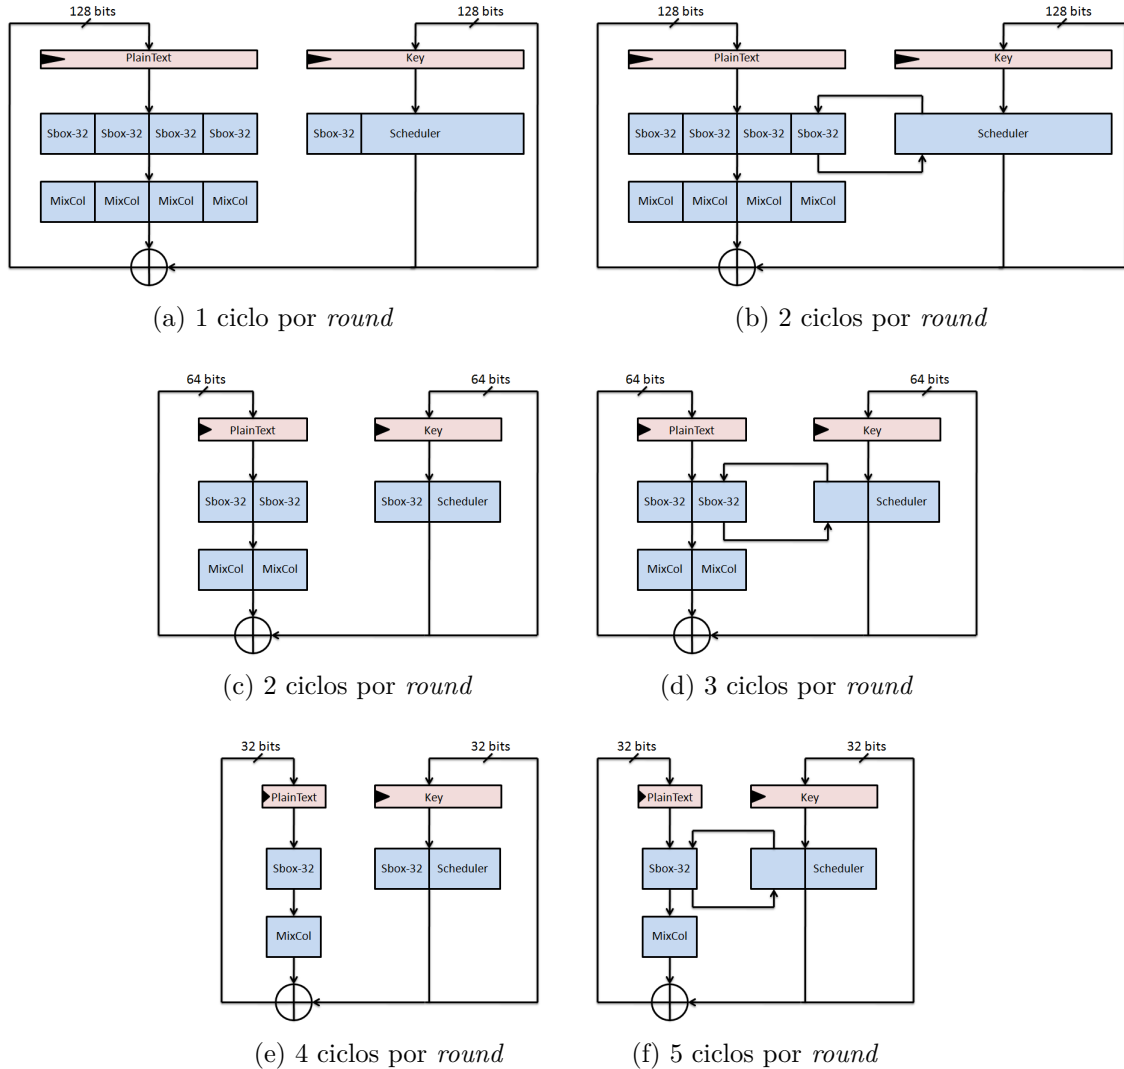 128 bits 128 bits 128 bits 128 bits
PlainText Key PlainText Key
Sbox-32 Sbox-32 Sbox-32 Sbox-32 Sbox-32 Scheduler Sbox-32 Sbox-32 Sbox-32 Sbox-32 Scheduler
MixCol MixCol MixCol MixCol MixCol MixCol MixCol MixCol
(a) 1 ciclo por round (b) 2 ciclos por round
64 bits 64 bits 64 bits 64 bits
PlainText Key PlainText Key
Sbox-32 Sbox-32 Sbox-32 Scheduler Sbox-32 Sbox-32 Scheduler
MixCol MixCol MixCol MixCol
(c) 2 ciclos por round (d) 3 ciclos por round
32 bits 32 bits 32 bits 32 bits
PlainText Key PlainText Key
Sbox-32 Sbox-32 Scheduler Sbox-32 Scheduler
MixCol MixCol
(e) 4 ciclos por round (f) 5 ciclos por round